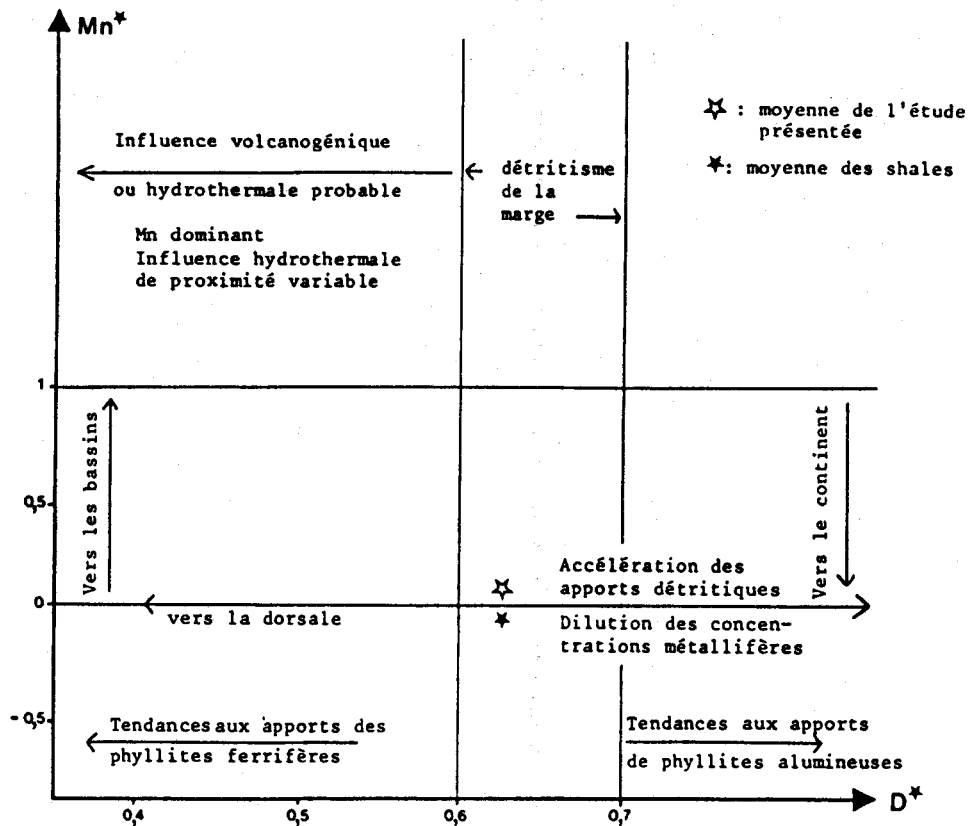 Mn*
☆ : moyenne de l'étude
présentée
★: moyenne des shales
Influence volcanogénique
ou hydrothermale probable
Mn dominant
Influence hydrothermale
de proximité variable
détritisme
de la
marge
1
0,5
0
-0,5
Vers les bassins
Vers le continent
Accélération des
apports détritiques
vers la dorsale
Dilution des concen-
trations métallifères
Tendances aux apports des
phyllites ferrifères
Tendances aux apports
de phyllites alumineuses
0,4
0,5
0,6
0,7
D*